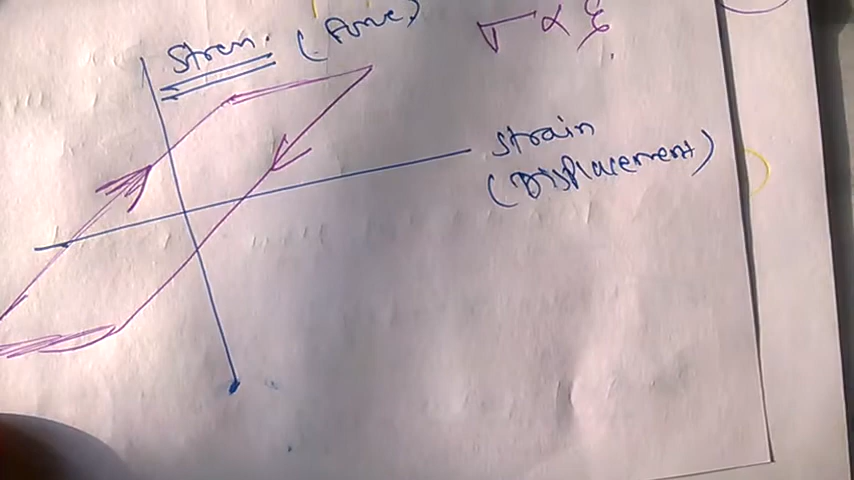 Stress (Force)
σ ∝ ε
Strain
(Displacement)